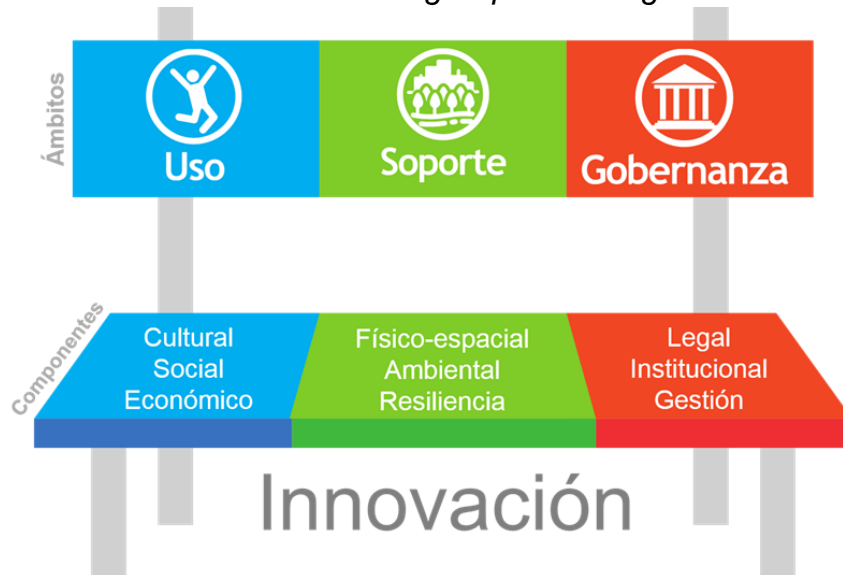 Ámbitos
Uso
Soporte
Gobernanza
Componentes
Cultural
Social
Económico
Físico-espacial
Ambiental
Resiliencia
Legal
Institucional
Gestión
Innovación